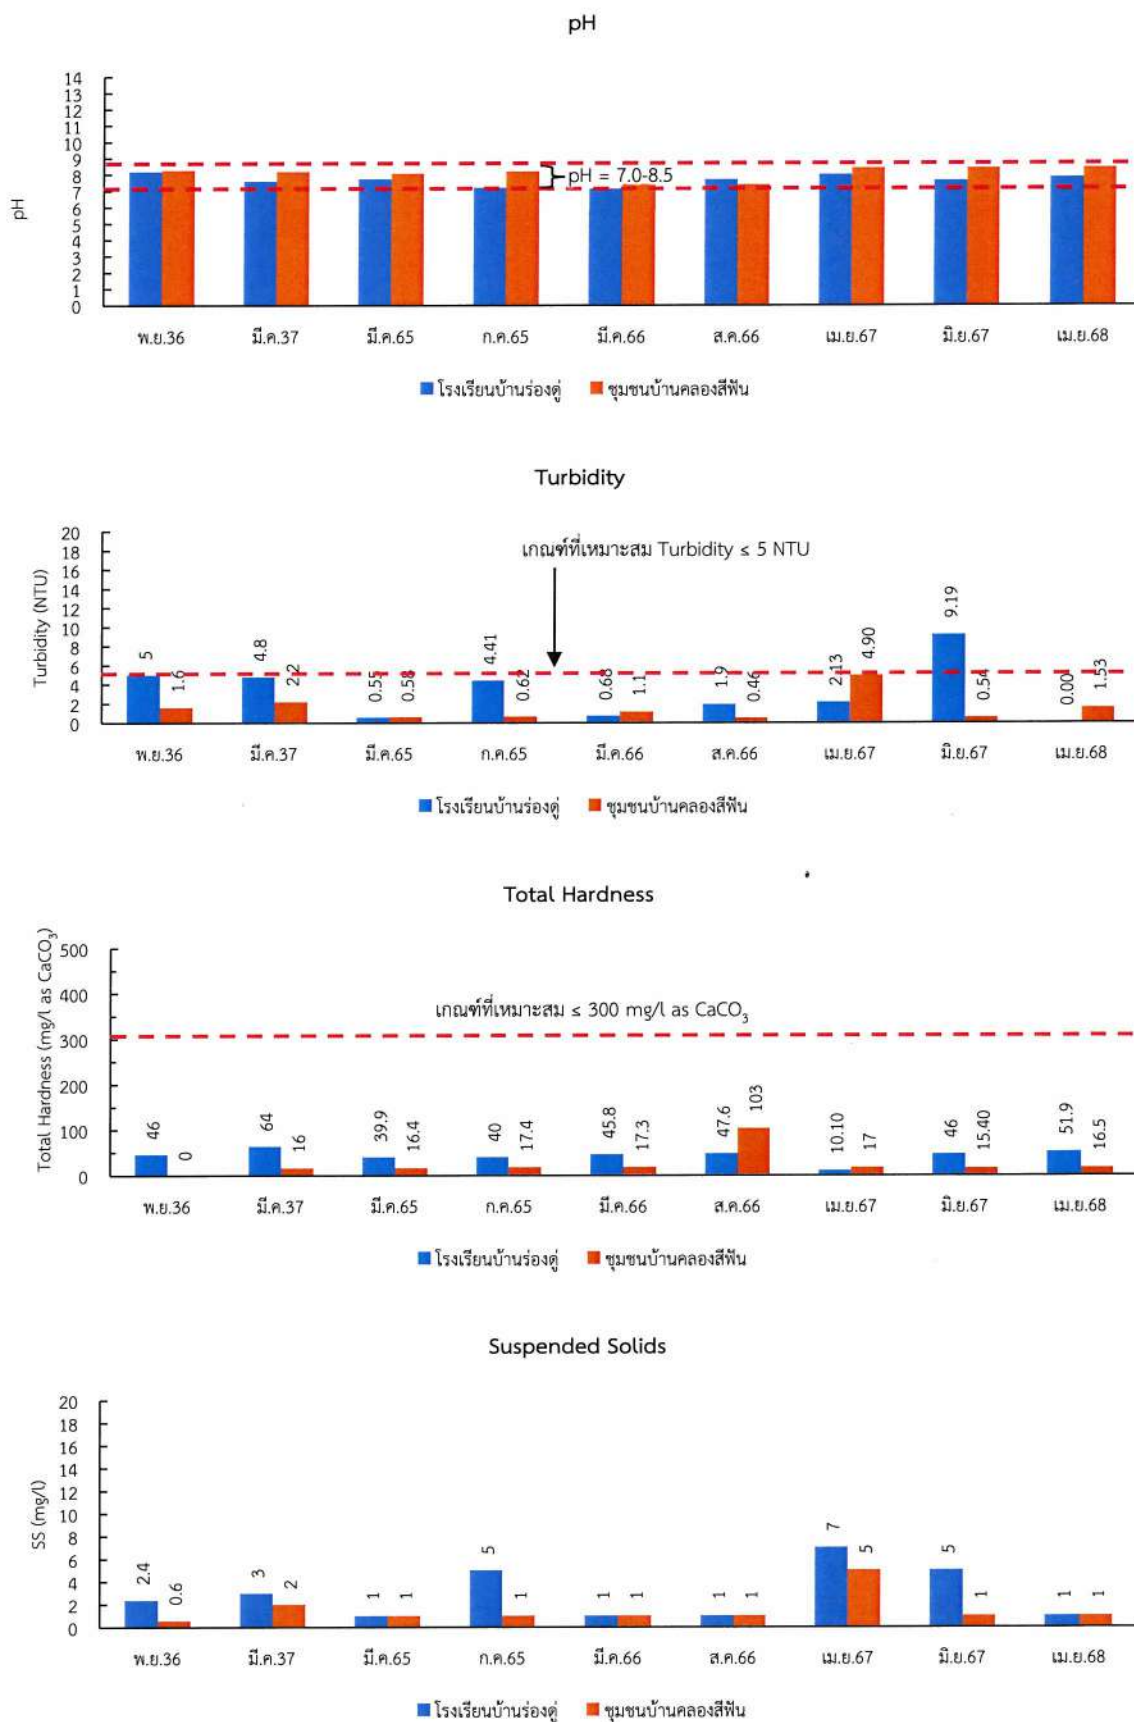 pH
14
13
12
11
10
9
8
7
6
5
4
3
2
1
0
pH
pH = 7.0-8.5
พ.ย.36 มี.ค.37 มี.ค.65 ก.ค.65 มี.ค.66 ส.ค.66 เม.ย.67 มิ.ย.67 เม.ย.68
โรงเรียนบ้านร่องดู่ ชุมชนบ้านคลองสีฟัน
Turbidity
Turbidity (NTU)
20
18
16
14
12
10
8
6
4
2
0
เกณฑ์ที่เหมาะสม Turbidity ≤ 5 NTU
5 1.6 4.8 2.2 0.55 0.58 4.41 0.62 0.68 1.1 1.9 0.46 2.13 4.90 9.19 0.54 0.00 1.53
พ.ย.36 มี.ค.37 มี.ค.65 ก.ค.65 มี.ค.66 ส.ค.66 เม.ย.67 มิ.ย.67 เม.ย.68
โรงเรียนบ้านร่องดู่ ชุมชนบ้านคลองสีฟัน
Total Hardness
Total Hardness (mg/l as CaCO₃)
500
400
300
200
100
0
เกณฑ์ที่เหมาะสม ≤ 300 mg/l as CaCO₃
46 0 64 16 39.9 16.4 40 17.4 45.8 17.3 47.6 103 10.10 17 46 15.40 51.9 16.5
พ.ย.36 มี.ค.37 มี.ค.65 ก.ค.65 มี.ค.66 ส.ค.66 เม.ย.67 มิ.ย.67 เม.ย.68
โรงเรียนบ้านร่องดู่ ชุมชนบ้านคลองสีฟัน
Suspended Solids
SS (mg/l)
20
18
16
14
12
10
8
6
4
2
0
2.4 0.6 3 2 1 1 5 1 1 1 1 1 7 5 5 1 1 1
พ.ย.36 มี.ค.37 มี.ค.65 ก.ค.65 มี.ค.66 ส.ค.66 เม.ย.67 มิ.ย.67 เม.ย.68
โรงเรียนบ้านร่องดู่ ชุมชนบ้านคลองสีฟัน